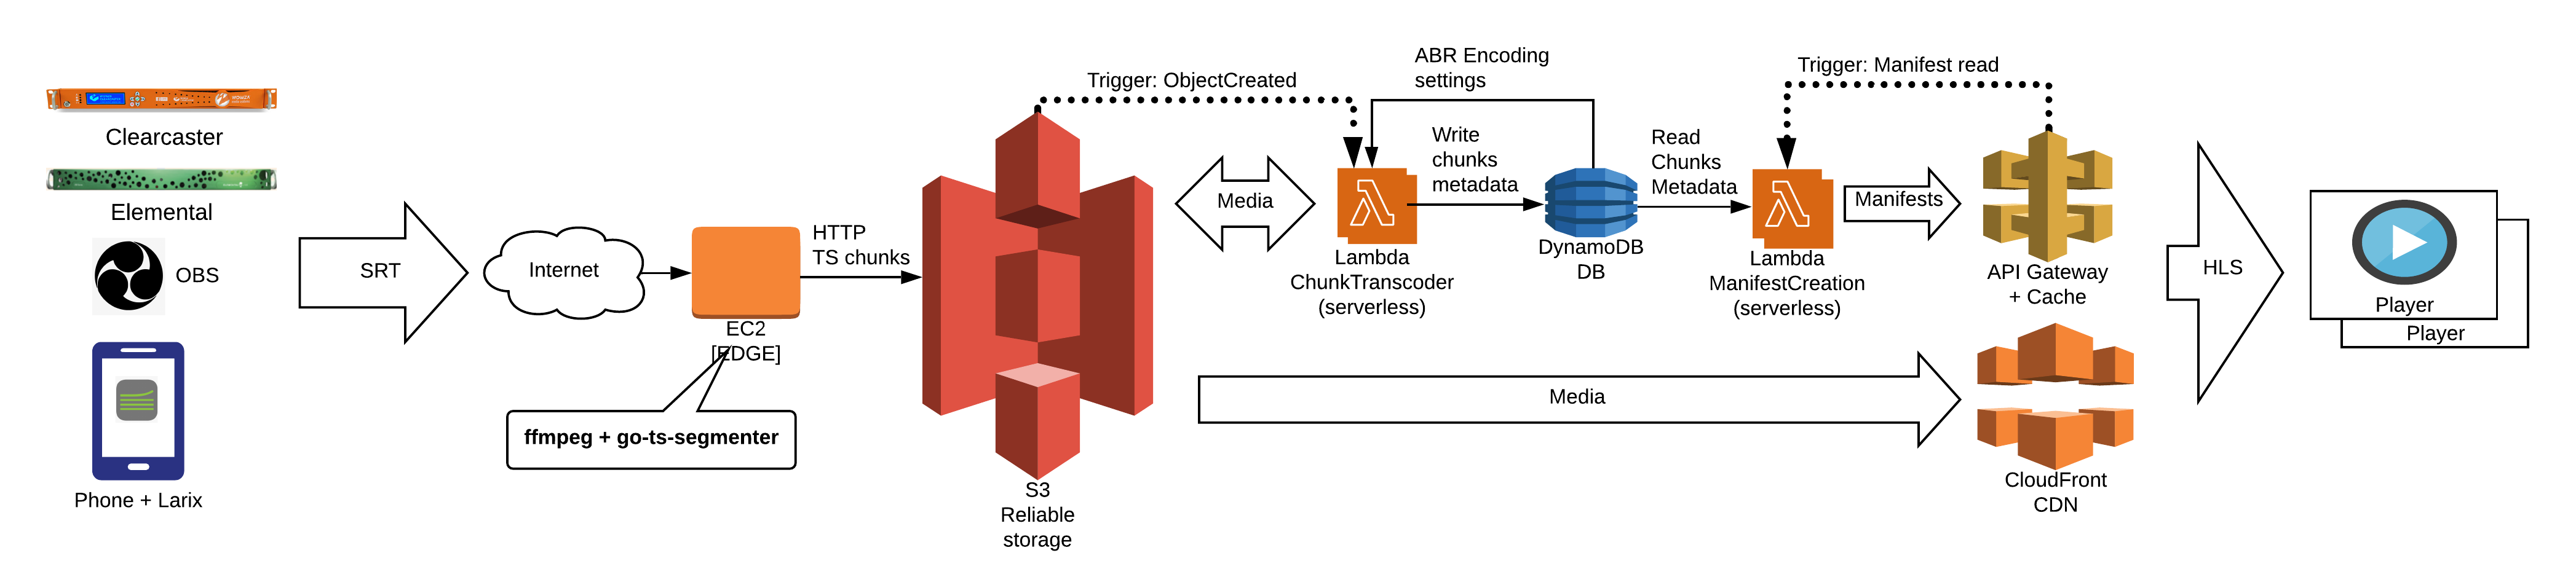 Clearcaster
Elemental
OBS
Phone + Larix
SRT
Internet
EC2
[EDGE]
ffmpeg + go-ts-segmenter
HTTP
TS chunks
S3
Reliable
storage
Trigger: ObjectCreated
Media
Lambda
ChunkTranscoder
(serverless)
ABR Encoding
settings
Write
chunks
metadata
DynamoDB
DB
Read
Chunks
Metadata
Lambda
ManifestCreation
(serverless)
Trigger: Manifest read
Manifests
API Gateway
+ Cache
Media
CloudFront
CDN
HLS
Player
Player